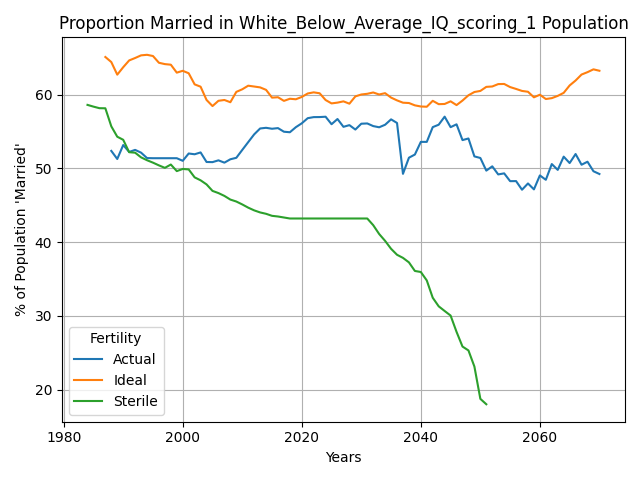 Proportion Married in White_Below_Average_IQ_scoring_1 Population
% of Population 'Married'
60
50
40
30
20
Fertility
Actual
Ideal
Sterile
1980 2000 2020 2040 2060
Years